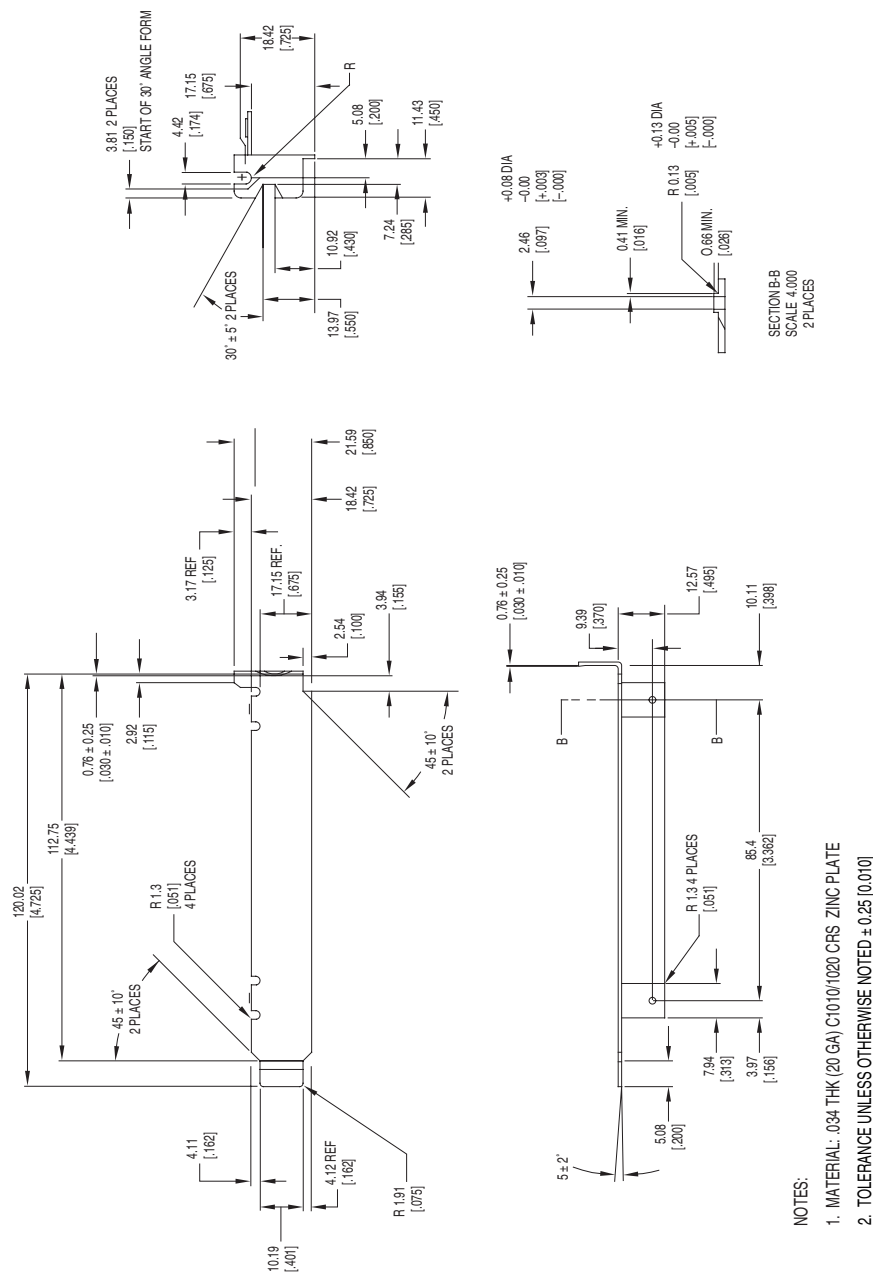 120.02
[4.725]
112.75
[4.439]
0.76 ± 0.25
[.030 ± .010]
2.92
[.115]
3.17 REF
[.125]
17.15 REF.
[.675]
18.42
[.725]
21.59
[.850]
2.54
[.100]
3.94
[.155]
45 ± 10°
2 PLACES
R 1.3
[.051]
4 PLACES
45 ± 10°
2 PLACES
4.11
[.162]
10.19
[.401]
4.12 REF
[.162]
R 1.91
[.075]
3.81 2 PLACES
[.150]
START OF 30° ANGLE FORM
4.42
[.174]
17.15
[.675]
18.42
[.725]
R
5.08
[.200]
11.43
[.450]
7.24
[.285]
10.92
[.430]
13.97
[.550]
30° ± 5° 2 PLACES
0.76 ± 0.25
[.030 ± .010]
9.39
[.370]
12.57
[.495]
10.11
[.398]
B
B
85.4
[3.362]
R 1.3 4 PLACES
[.051]
7.94
[.313]
3.97
[.156]
5.08
[.200]
5 ± 2°
2.46
[.097]
+0.08 DIA
-0.00
[+.003]
[-.000]
0.41 MIN.
[.016]
R 0.13
[.005]
+0.13 DIA
-0.00
[+.005]
[-.000]
0.66 MIN.
[.026]
SECTION B-B
SCALE 4.000
2 PLACES
NOTES:
1. MATERIAL: .034 THK (20 GA) C1010/1020 CRS ZINC PLATE
2. TOLERANCE UNLESS OTHERWISE NOTED ± 0.25 [0.010]